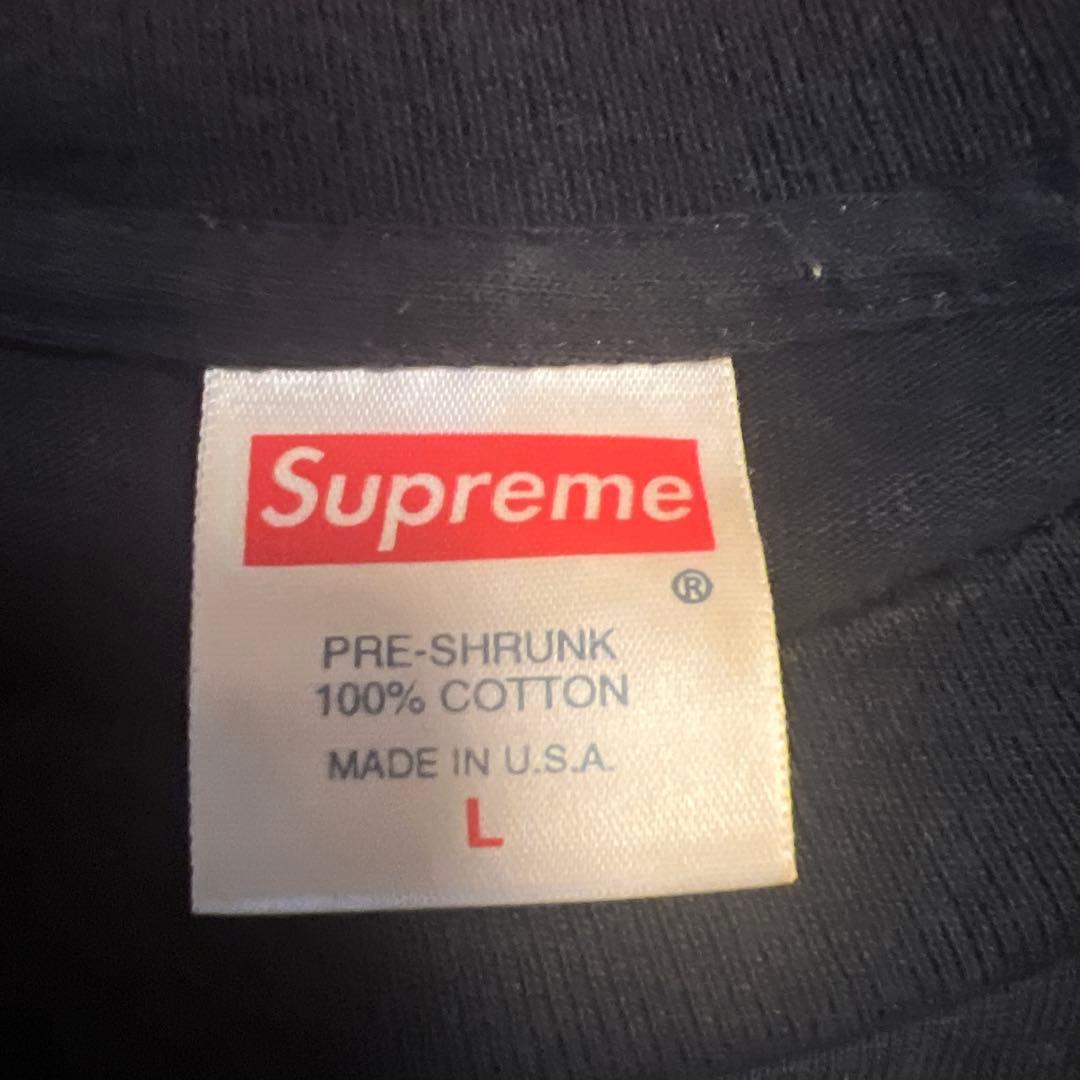 Supreme
®
PRE-SHRUNK
100% COTTON
MADE IN U.S.A.
L